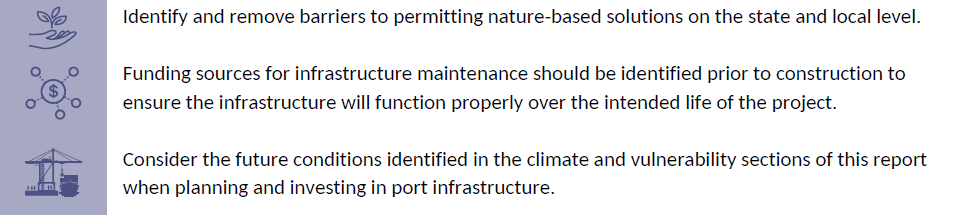 Identify and remove barriers to permitting nature-based solutions on the state and local level.
Funding sources for infrastructure maintenance should be identified prior to construction to
ensure the infrastructure will function properly over the intended life of the project.
Consider the future conditions identified in the climate and vulnerability sections of this report
when planning and investing in port infrastructure.
$